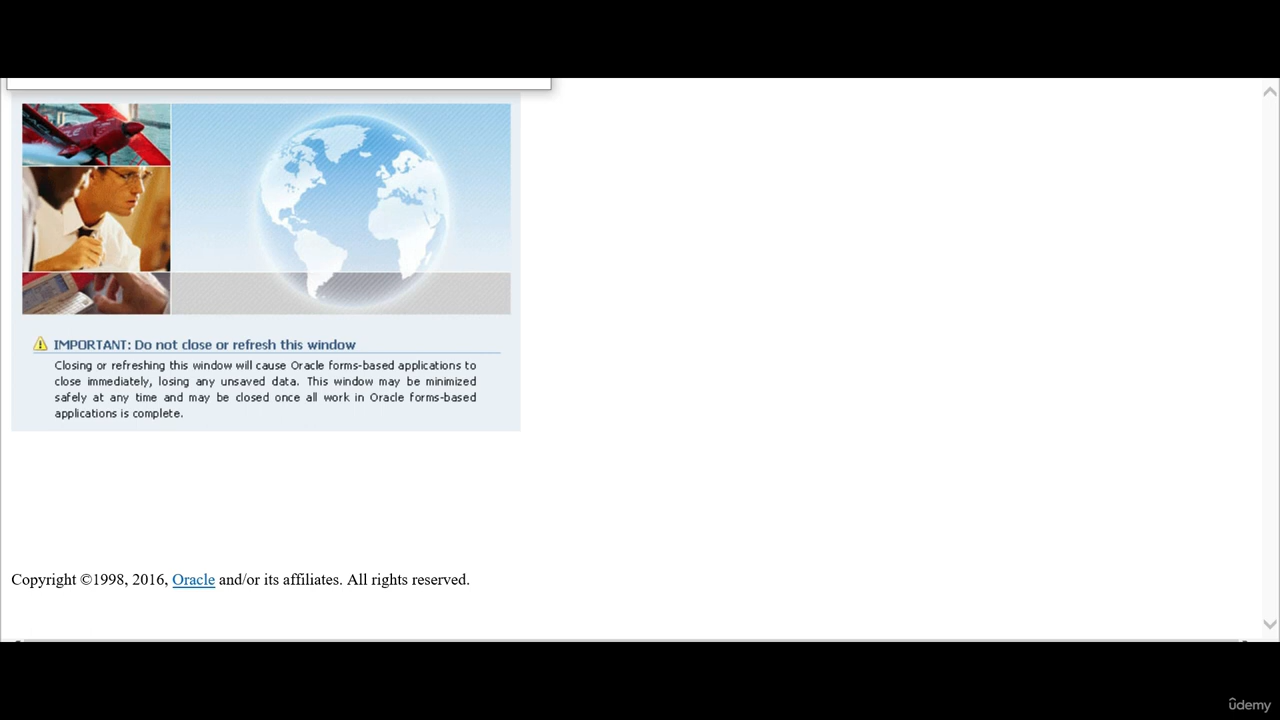 IMPORTANT: Do not close or refresh this window
Closing or refreshing this window will cause Oracle forms-based applications to
close immediately, losing any unsaved data. This window may be minimized
safely at any time and may be closed once all work in Oracle forms-based
applications is complete.
Copyright ©1998, 2016, Oracle and/or its affiliates. All rights reserved.
ûdemy